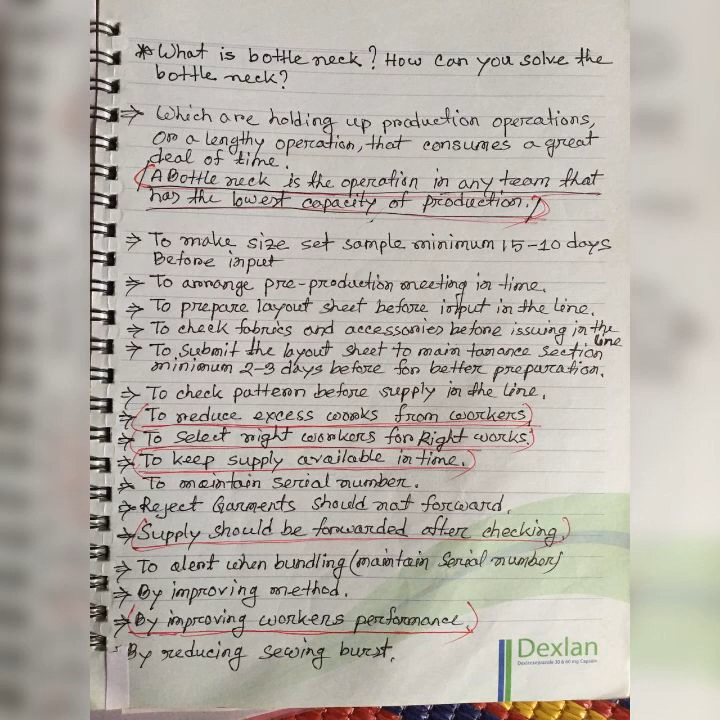 * What is bottle neck? How can you solve the
bottle neck?
⇒ Which are holding up production operations,
Or a lengthy operation, that consumes a great
deal of time.
(A Bottle neck is the operation in any team that
has the lowest capacity of production.)
⇒ To make size set sample minimum 15-10 days
Before input
⇒ To arrange pre-production meeting in time.
⇒ To prepare layout sheet before input in the line.
⇒ To check fabrics and accessories before issuing in the
line
⇒ To submit the layout sheet to main tanance section
minimum 2-3 days before for better preparation.
⇒ To check pattern before supply in the line.
⇒ (To reduce excess works from workers)
⇒ (To select right workers for Right works.)
⇒ (To keep supply available in time.)
⇒ To maintain serial number.
⇒ Reject Garments should not forward.
⇒ (Supply should be forwarded after checking.)
⇒ To alert when bundling (maintain Serial number)
⇒ By improving method.
⇒ (By improving workers performance.)
By reducing sewing burst.
Dexlan
Dexlansoprazole 30 & 60 mg Capsule